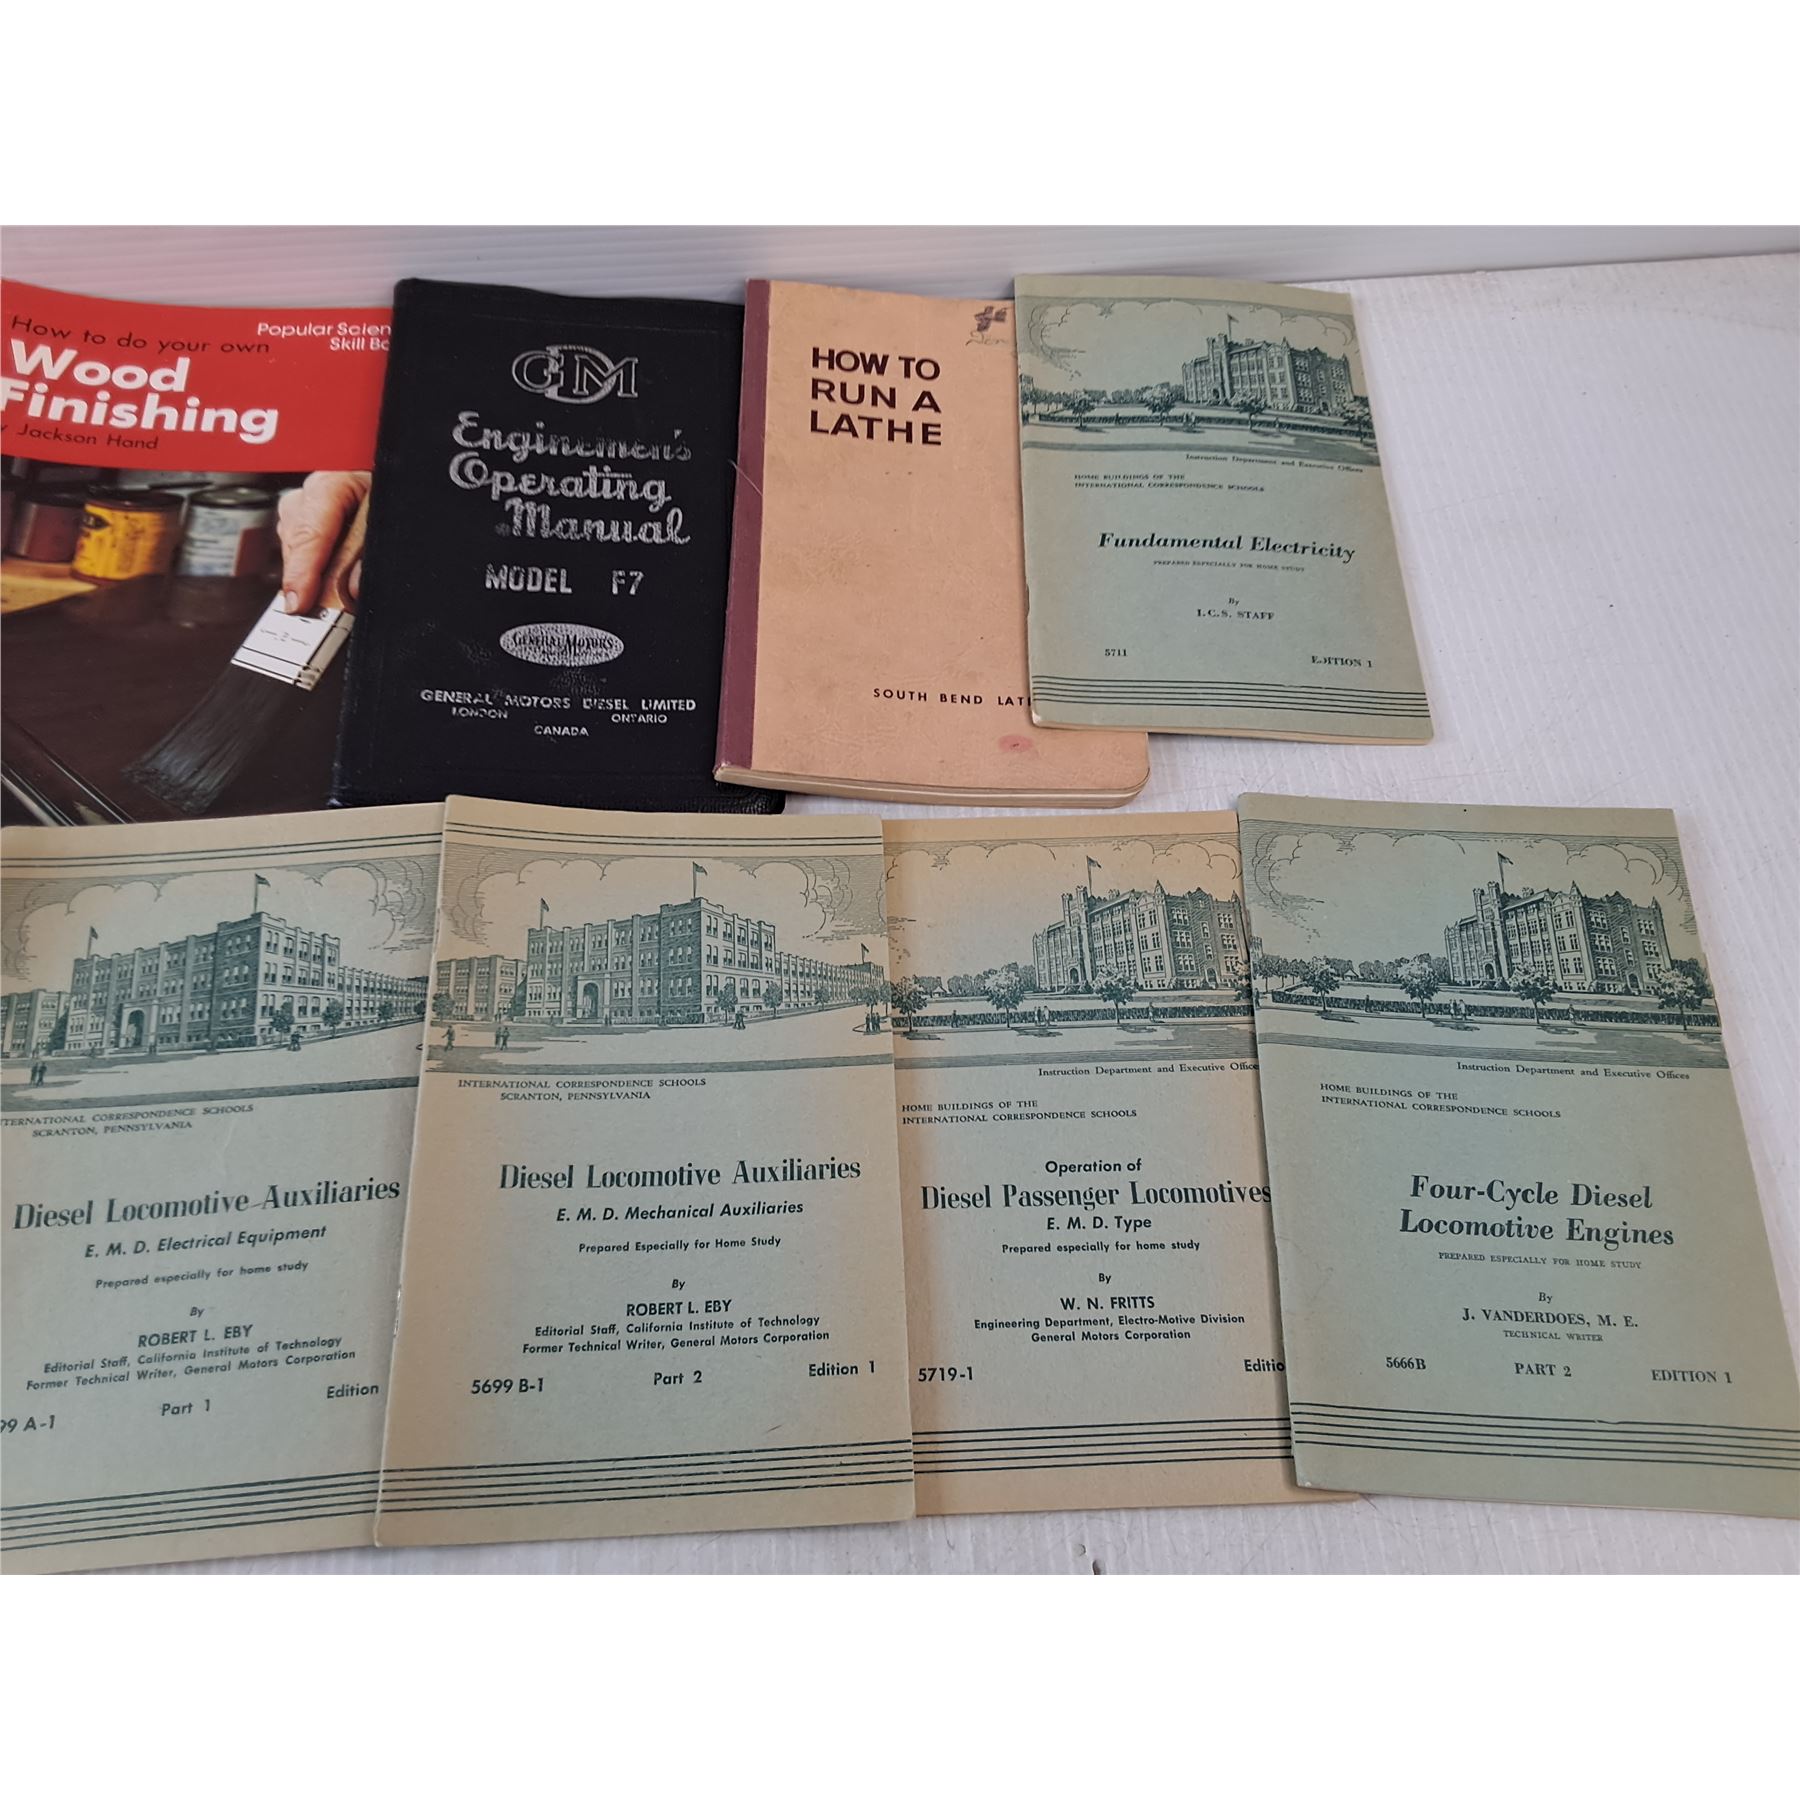 How to do your own
Wood
Finishing
Jackson Hand
Popular Scien
Skill Bo
GDM
Enginemen's
Operating
Manual
MODEL F7
GENERAL MOTORS
GENERAL MOTORS DIESEL LIMITED
LONDON ONTARIO
CANADA
HOW TO
RUN A
LATHE
SOUTH BEND LAT
Instruction Department and Executive Offices
HOME BUILDINGS OF THE
INTERNATIONAL CORRESPONDENCE SCHOOLS
Fundamental Electricity
PREPARED ESPECIALLY FOR HOME STUDY
By
I.C.S. STAFF
5711 EDITION 1
TERNATIONAL CORRESPONDENCE SCHOOLS
SCRANTON, PENNSYLVANIA
Diesel Locomotive Auxiliaries
E. M. D. Electrical Equipment
Prepared especially for home study
By
ROBERT L. EBY
Editorial Staff, California Institute of Technology
Former Technical Writer, General Motors Corporation
99 A-1 Part 1 Edition
INTERNATIONAL CORRESPONDENCE SCHOOLS
SCRANTON, PENNSYLVANIA
Diesel Locomotive Auxiliaries
E. M. D. Mechanical Auxiliaries
Prepared Especially for Home Study
By
ROBERT L. EBY
Editorial Staff, California Institute of Technology
Former Technical Writer, General Motors Corporation
5699 B-1 Part 2 Edition 1
Instruction Department and Executive Office
HOME BUILDINGS OF THE
INTERNATIONAL CORRESPONDENCE SCHOOLS
Operation of
Diesel Passenger Locomotives
E. M. D. Type
Prepared especially for home study
By
W. N. FRITTS
Engineering Department, Electro-Motive Division
General Motors Corporation
5719-1 Editio
Instruction Department and Executive Offices
HOME BUILDINGS OF THE
INTERNATIONAL CORRESPONDENCE SCHOOLS
Four-Cycle Diesel
Locomotive Engines
PREPARED ESPECIALLY FOR HOME STUDY
By
J. VANDERDOES, M. E.
TECHNICAL WRITER
5666B PART 2 EDITION 1